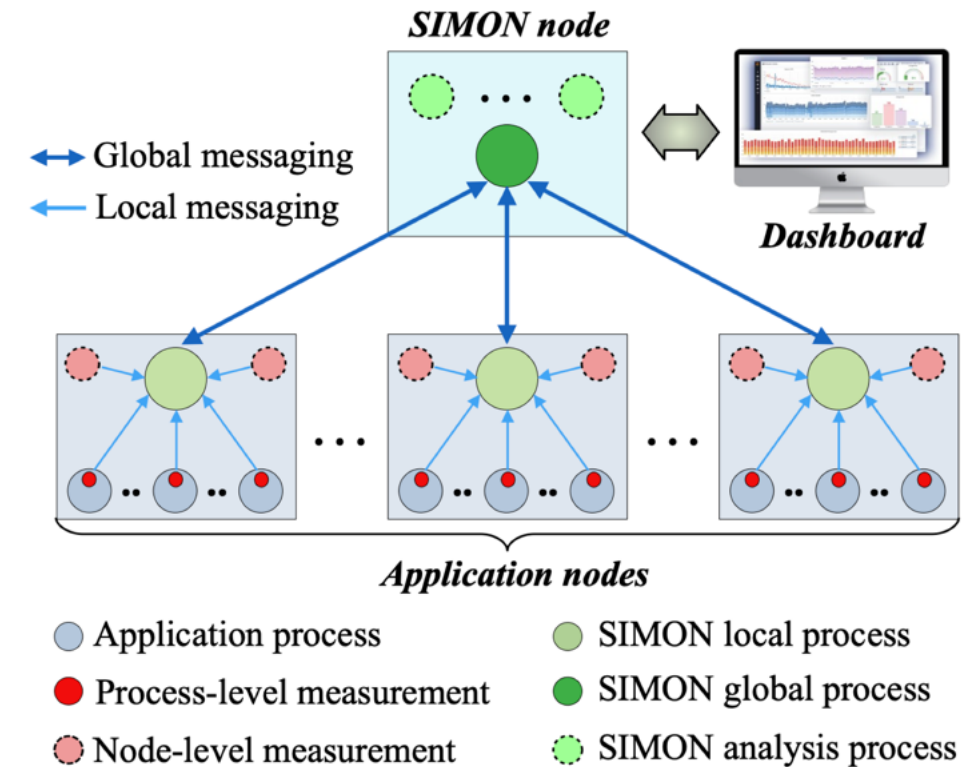 SIMON node
Global messaging
Local messaging
Dashboard
Application nodes
Application process
SIMON local process
Process-level measurement
SIMON global process
Node-level measurement
SIMON analysis process